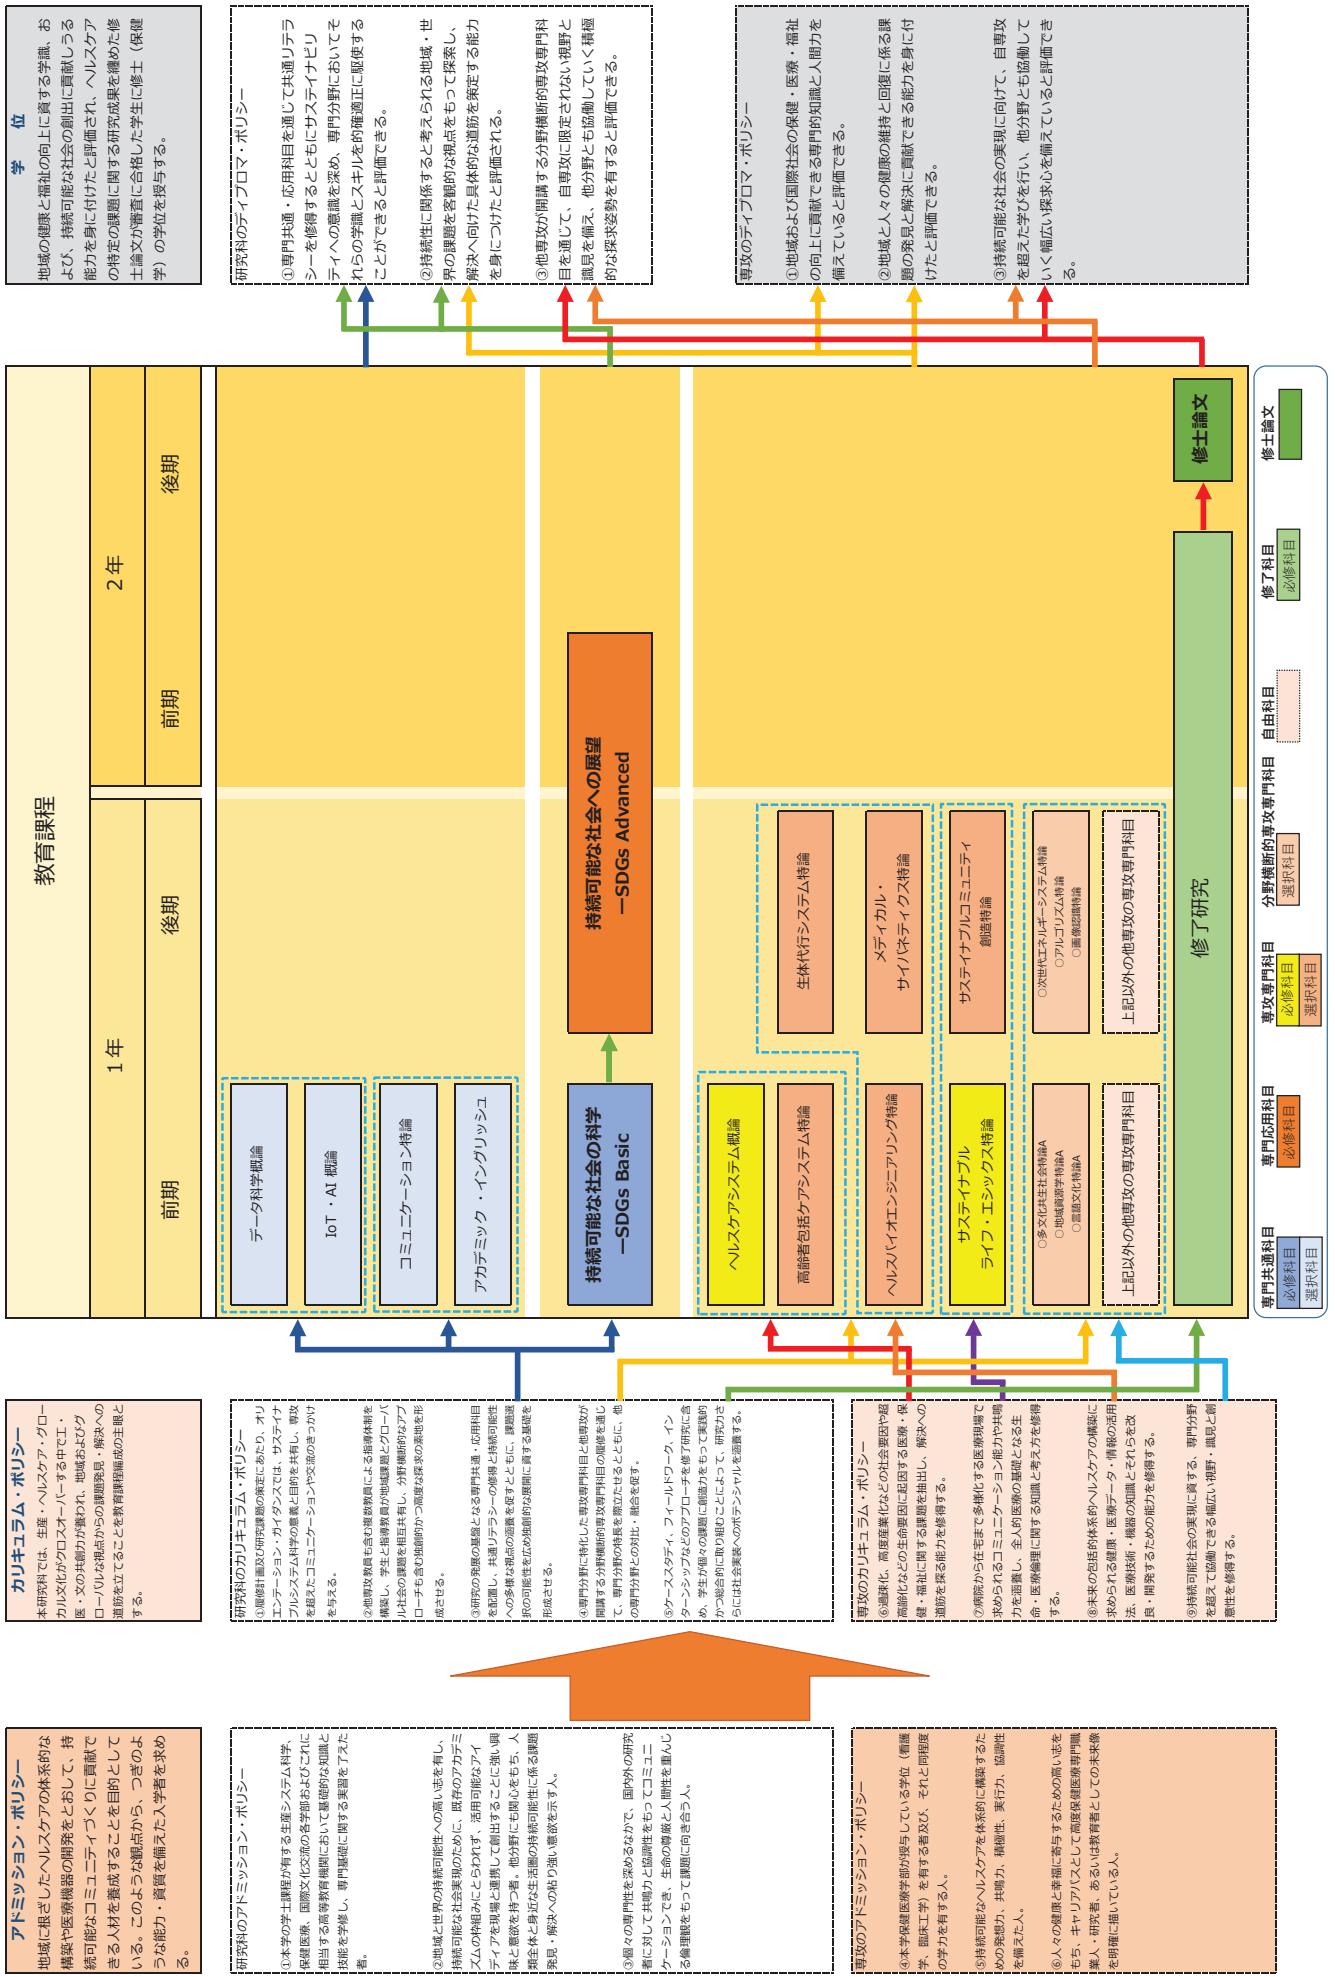 アドミッション・ポリシー
地域に根ざしたヘルスケアの体系的な
構築や医療機器の開発をとおして、持
続可能なコミュニティづくりに貢献で
きる人材を養成することを目的として
いる。このような観点から、つぎのよ
うな能力・資質を備えた入学者を求め
る。
研究科のアドミッション・ポリシー
①本学の学士課程が有する生産システム科学、
保健医療、国際文化交流の各学部およびこれに
相当する高等教育機関において基礎的な知識と
技能を学修し、専門基礎に関する実習を了えた
者。
②地域と世界の持続可能性への高い志を有し、
持続可能な社会実現のために、既存のアカデミ
ズムの枠組みにとらわれず、活用可能なアイ
ディアを現場と連携して創出することに強い興
味と意欲を持つ者。他分野にも関心をもち、人
類全体と身近な生活圏の持続可能性に係る課題
発見・解決への粘り強い意欲を示す人。
③個々の専門性を深めるなかで、国内外の研究
者に対して共鳴力と協調性をもってコミュニ
ケーションでき、生命の尊厳と人間性を重んじ
る倫理観をもって課題に向き合う人。
専攻のアドミッション・ポリシー
④本学保健医療学部が授与している学位（看護
学、臨床工学）を有する者及び、それと同程度
の学力を有する人。
⑤持続可能なヘルスケアを体系的に構築するた
めの発想力、共鳴力、積極性、実行力、協調性
を備えた人。
⑥人々の健康と幸福に寄与するための高い志を
もち、キャリアパスとして高度保健医療専門職
業人・研究者、あるいは教育者としての未来像
を明確に描いている人。
カリキュラム・ポリシー
本研究科では、生産・ヘルスケア・グロー
カル文化がクロスオーバーする中で工・
医・文の共創力が養われ、地域およびグ
ローバルな視点からの課題発見・解決への
道筋を立てることを教育課程編成の主眼と
する。
研究科のカリキュラム・ポリシー
①履修計画及び研究課題の策定にあたり、オリ
エンテーション・ガイダンスでは、サステイナ
ブルシステム科学の意義と目的を共有し、専攻
を超えたコミュニケーションや交流のきっかけ
を与える。
②他専攻教員も含む複数教員による指導体制を
構築し、学生と指導教員が地域課題とグローバ
ル社会の課題を相互共有し、分野横断的なアプ
ローチも含む独創的かつ高度な探求の素地を形
成させる。
③研究の発展の基盤となる専門共通・応用科目
を配置し、共通リテラシーの修得と持続可能性
への多様な視点の涵養を促すとともに、課題選
択の可能性を広め独創的な展開に資する基礎を
形成させる。
④専門分野に特化した専攻専門科目と他専攻が
開講する分野横断的専攻専門科目の履修を通じ
て、専門分野の特長を際立たせるとともに、他
の専門分野との対比・融合を促す。
⑤ケーススタディ、フィールドワーク、イン
ターンシップなどのアプローチを修了研究に含
め、学生が個々の課題に創造力をもって実践的
かつ総合的に取り組むことによって、研究力さ
らには社会実装へのポテンシャルを涵養する。
専攻のカリキュラム・ポリシー
⑥過疎化、高度産業化などの社会要因や超
高齢化などの生命要因に起因する医療・保
健・福祉に関する課題を抽出し、解決への
道筋を探る能力を修得する。
⑦病院から在宅まで多様化する医療現場で
求められるコミュニケーション能力や共鳴
力を涵養し、全人的医療の基礎となる生
命・医療倫理に関する知識と考え方を修得
する。
⑧未来の包括的体系的ヘルスケアの構築に
求められる健康・医療データ・情報の活用
法、医療技術・機器の知識とそれらを改
良・開発するための能力を修得する。
⑨持続可能社会の実現に資する、専門分野
を超えて協働できる幅広い視野・識見と創
意性を修得する。
教育課程
1年
2年
前期
後期
前期
後期
データ科学概論
IoT・AI 概論
コミュニケーション特論
アカデミック・イングリッシュ
持続可能な社会の科学
―SDGs Basic
持続可能な社会への展望
―SDGs Advanced
ヘルスケアシステム概論
高齢者包括ケアシステム特論
生体代行システム特論
ヘルスバイオエンジニアリング特論
メディカル・
サイバネティクス特論
サステイナブル
ライフ・エシックス特論
サステイナブルコミュニティ
創造特論
○多文化共生社会特論A
○地域資源学特論A
○言語文化特論A
○次世代エネルギーシステム特論
○アルゴリズム特論
○画像認識特論
上記以外の他専攻の専攻専門科目
上記以外の他専攻の専攻専門科目
修了研究
修士論文
専門共通科目
必修科目
選択科目
専門応用科目
必修科目
専攻専門科目
必修科目
選択科目
分野横断的専攻専門科目
選択科目
自由科目
修了科目
必修科目
修士論文
学 位
地域の健康と福祉の向上に資する学識、お
よび、持続可能な社会の創出に貢献しうる
能力を身に付けたと評価され、ヘルスケア
の特定の課題に関する研究成果を纏めた修
士論文が審査に合格した学生に修士（保健
学）の学位を授与する。
研究科のディプロマ・ポリシー
①専門共通・応用科目を通じて共通リテラ
シーを修得するとともにサステイナビリ
ティへの意識を深め、専門分野においてそ
れらの学識とスキルを的確適正に駆使する
ことができると評価できる。
②持続性に関係すると考えられる地域・世
界の課題を客観的な視点をもって探索し、
解決へ向けた具体的な道筋を策定する能力
を身につけたと評価される。
③他専攻が開講する分野横断的専攻専門科
目を通じて、自専攻に限定されない視野と
識見を備え、他分野とも協働していく積極
的な探求姿勢を有すると評価できる。
専攻のディプロマ・ポリシー
①地域および国際社会の保健・医療・福祉
の向上に貢献できる専門的知識と人間力を
備えていると評価できる。
②地域と人々の健康の維持と回復に係る課
題の発見と解決に貢献できる能力を身に付
けたと評価できる。
③持続可能な社会の実現に向けて、自専攻
を超えた学びを行い、他分野とも協働して
いく幅広い探求心を備えていると評価でき
る。